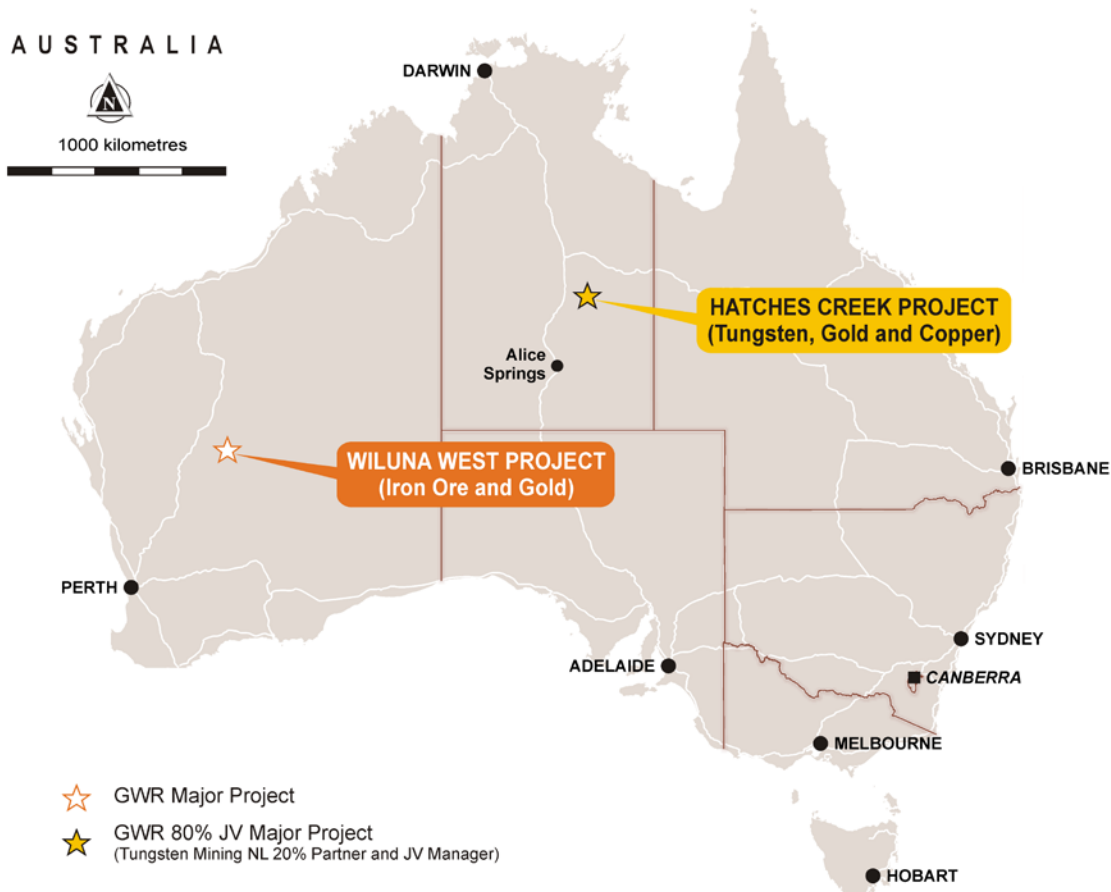 AUSTRALIA
N
1000 kilometres
DARWIN
HATCHES CREEK PROJECT
(Tungsten, Gold and Copper)
Alice
Springs
WILUNA WEST PROJECT
(Iron Ore and Gold)
BRISBANE
PERTH
SYDNEY
ADELAIDE
CANBERRA
MELBOURNE
GWR Major Project
GWR 80% JV Major Project
(Tungsten Mining NL 20% Partner and JV Manager)
HOBART